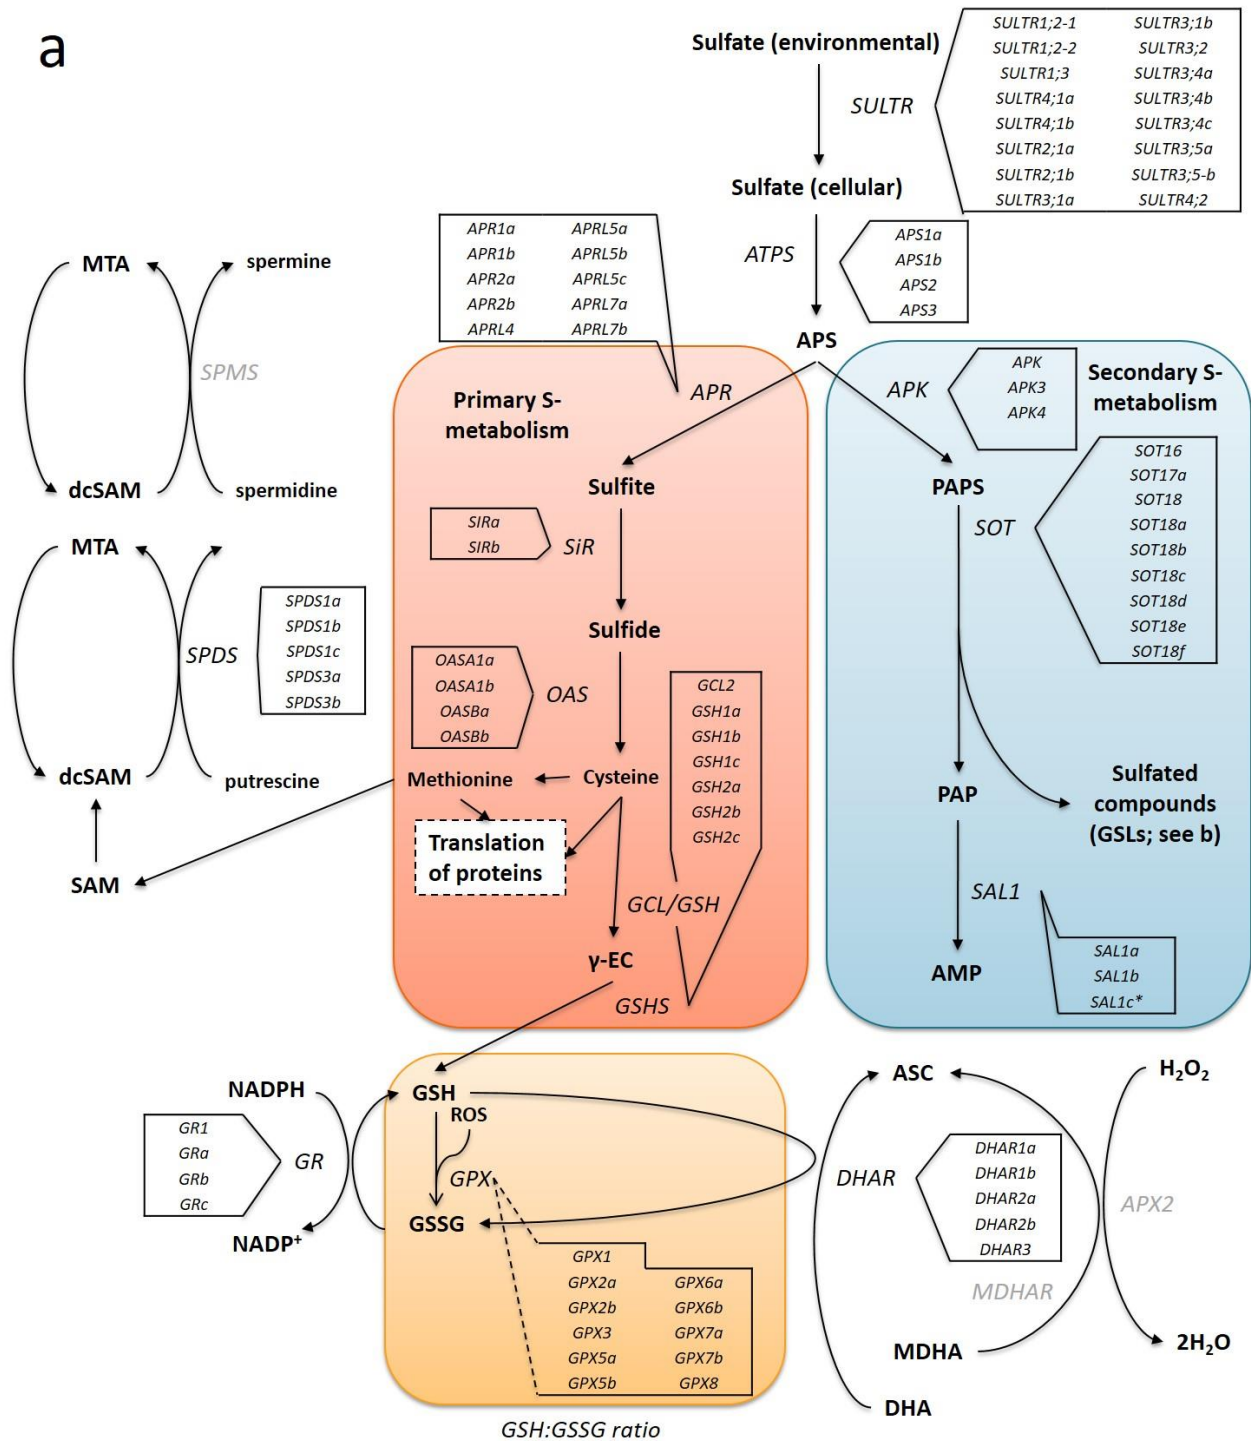 a
Sulfate (environmental)
SULTR
SULTR1;2-1 SULTR3;1b
SULTR1;2-2 SULTR3;2
SULTR1;3 SULTR3;4a
SULTR4;1a SULTR3;4b
SULTR4;1b SULTR3;4c
SULTR2;1a SULTR3;5a
SULTR2;1b SULTR3;5-b
SULTR3;1a SULTR4;2
Sulfate (cellular)
ATPS
APS1a
APS1b
APS2
APS3
APS
APR1a APRL5a
APR1b APRL5b
APR2a APRL5c
APR2b APRL7a
APRL4 APRL7b
MTA
spermine
SPMS
dcSAM
spermidine
MTA
SPDS
SPDS1a
SPDS1b
SPDS1c
SPDS3a
SPDS3b
dcSAM
putrescine
SAM
Primary S-
metabolism
APR
Sulfite
SIRa
SIRb
SiR
Sulfide
OASA1a
OASA1b
OASBa
OASBb
OAS
GCL2
GSH1a
GSH1b
GSH1c
GSH2a
GSH2b
GSH2c
Methionine
Cysteine
Translation
of proteins
GCL/GSH
γ-EC
GSHS
APK
APK
APK3
APK4
Secondary S-
metabolism
PAPS
SOT
SOT16
SOT17a
SOT18
SOT18a
SOT18b
SOT18c
SOT18d
SOT18e
SOT18f
PAP
Sulfated
compounds
(GSLs; see b)
SAL1
SAL1a
SAL1b
SAL1c*
AMP
NADPH
GR1
GRa
GRb
GRc
GR
NADP+
GSH
ROS
GPX
GSSG
GPX1
GPX2a GPX6a
GPX2b GPX6b
GPX3 GPX7a
GPX5a GPX7b
GPX5b GPX8
GSH:GSSG ratio
ASC
H2O2
DHAR
DHAR1a
DHAR1b
DHAR2a
DHAR2b
DHAR3
APX2
MDHAR
MDHA
2H2O
DHA